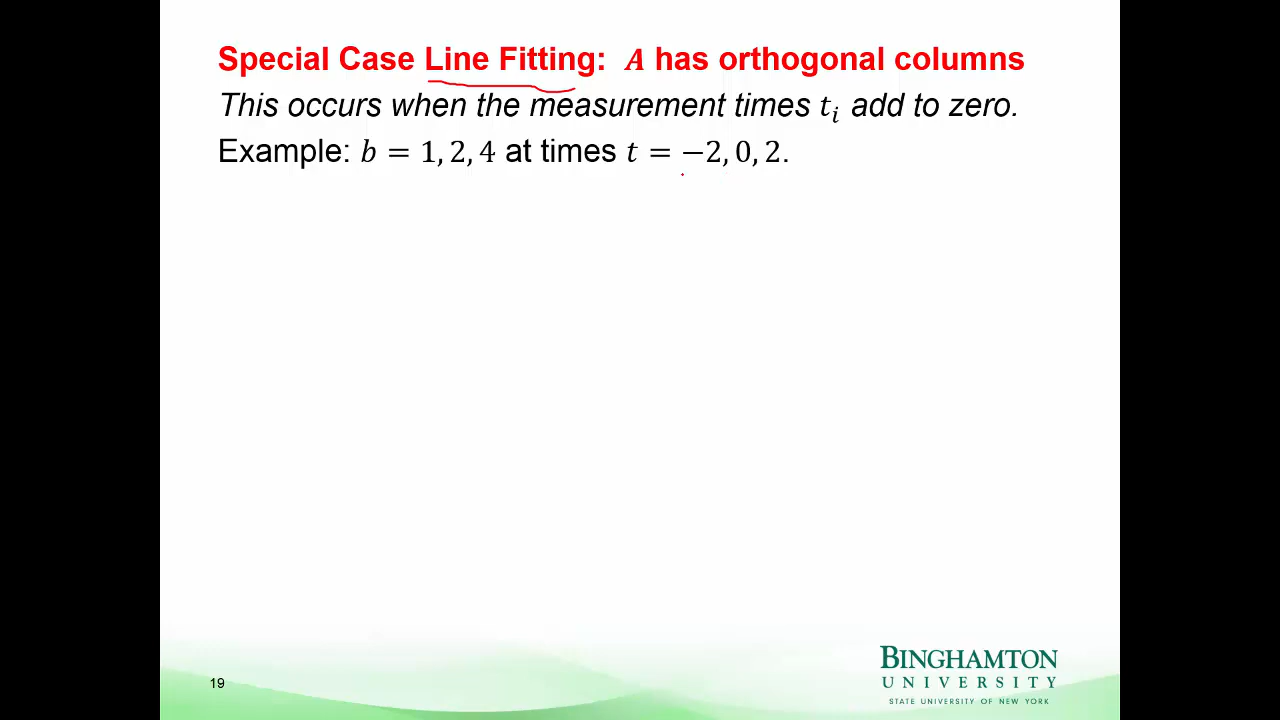 Special Case Line Fitting: A has orthogonal columns
This occurs when the measurement times tᵢ add to zero.
Example: b = 1, 2, 4 at times t = −2, 0, 2.
19
BINGHAMTON
UNIVERSITY
STATE UNIVERSITY OF NEW YORK